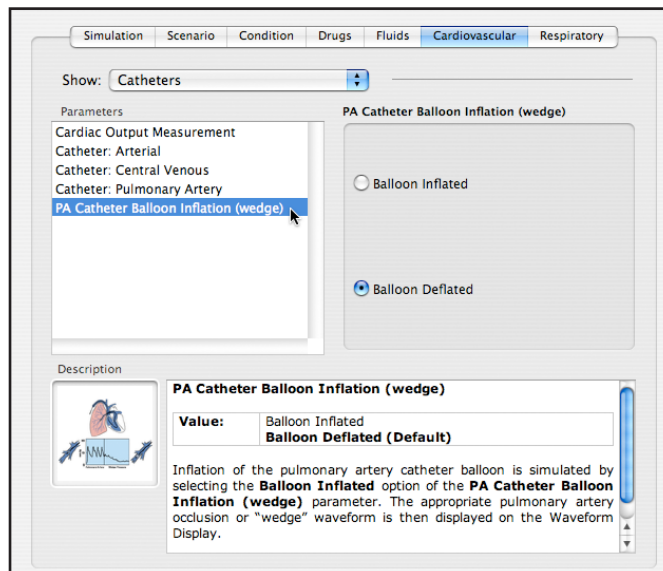 Simulation Scenario Condition Drugs Fluids Cardiovascular Respiratory
Show: Catheters
Parameters
Cardiac Output Measurement
Catheter: Arterial
Catheter: Central Venous
Catheter: Pulmonary Artery
PA Catheter Balloon Inflation (wedge)
PA Catheter Balloon Inflation (wedge)
Balloon Inflated
Balloon Deflated
Description
PA Catheter Balloon Inflation (wedge)
Value: Balloon Inflated
Balloon Deflated (Default)
Inflation of the pulmonary artery catheter balloon is simulated by
selecting the Balloon Inflated option of the PA Catheter Balloon
Inflation (wedge) parameter. The appropriate pulmonary artery
occlusion or “wedge” waveform is then displayed on the Waveform
Display.